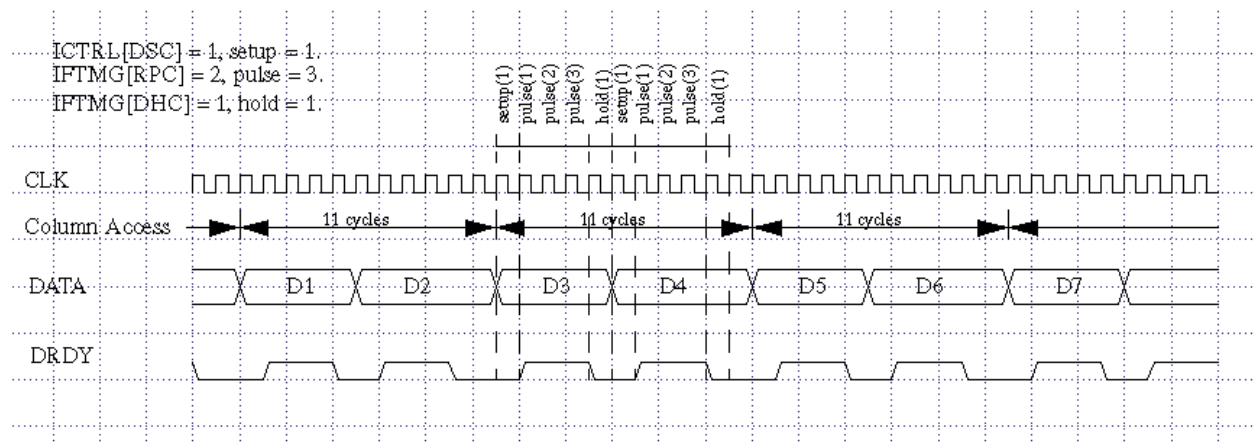 ICTRL[DSC] = 1, setup = 1.
IFTMG[RPC] = 2, pulse = 3.
IFTMG[DHC] = 1, hold = 1.
setup(1)
pulse(1)
pulse(2)
pulse(3)
hold(1)
setup(1)
pulse(1)
pulse(2)
pulse(3)
hold(1)
CLK
Column Access 11 cycles 11 cycles 11 cycles
DATA D1 D2 D3 D4 D5 D6 D7
DRDY